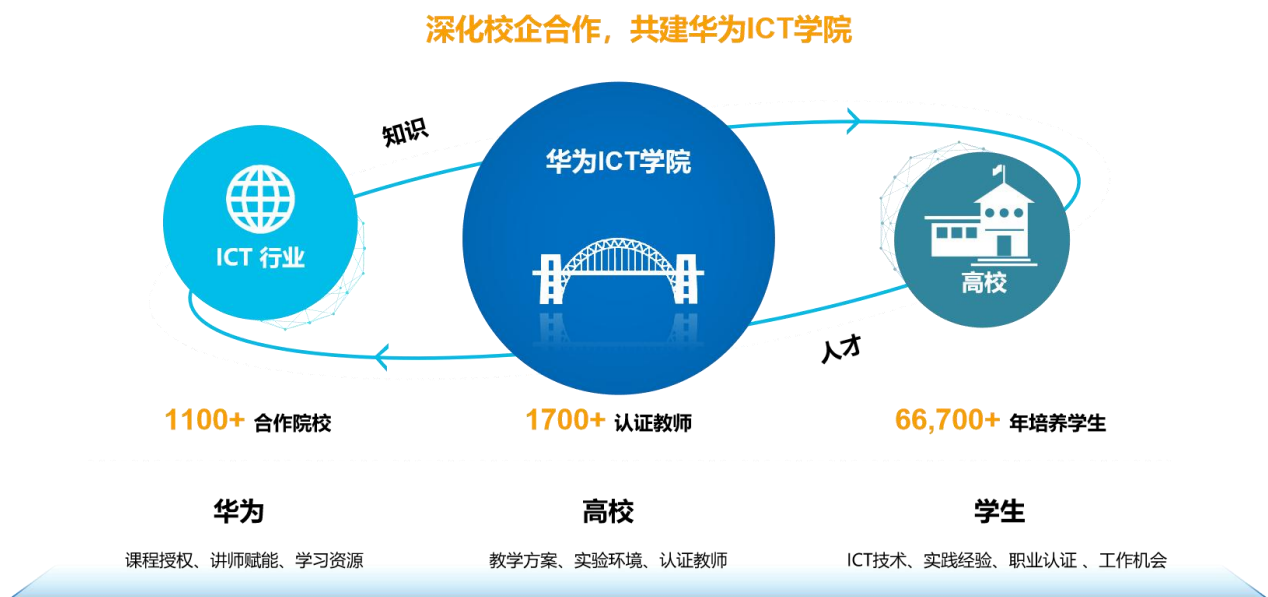 深化校企合作，共建华为ICT学院
知识
华为ICT学院
ICT 行业
高校
人才
1100+ 合作院校
1700+ 认证教师
66,700+ 年培养学生
华为
高校
学生
课程授权、讲师赋能、学习资源
教学方案、实验环境、认证教师
ICT技术、实践经验、职业认证 、工作机会